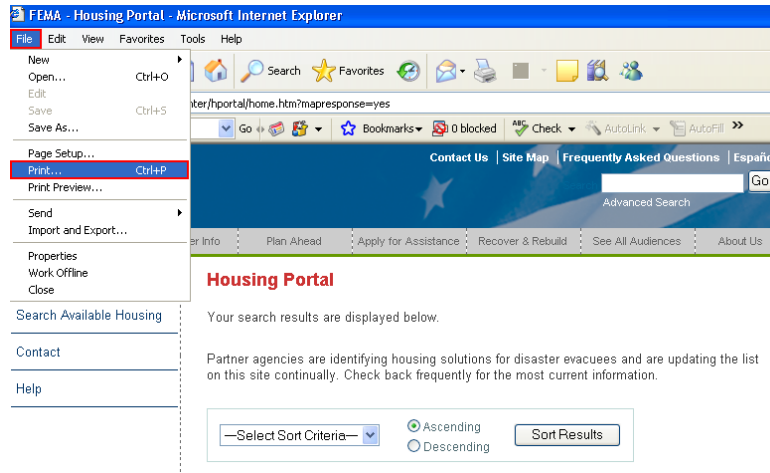 FEMA - Housing Portal - Microsoft Internet Explorer
File Edit View Favorites Tools Help
New
Open... Ctrl+O
Edit
Save Ctrl+S
Save As...
Page Setup...
Print... Ctrl+P
Print Preview...
Send
Import and Export...
Properties
Work Offline
Close
Search Favorites
nter/hportal/home.htm?mapresponse=yes
Go Bookmarks 0 blocked Check AutoLink AutoFill
Contact Us | Site Map | Frequently Asked Questions | Españo
Go
Advanced Search
er Info Plan Ahead Apply for Assistance Recover & Rebuild See All Audiences About Us
Search Available Housing
Contact
Help
Housing Portal
Your search results are displayed below.
Partner agencies are identifying housing solutions for disaster evacuees and are updating the list
on this site continually. Check back frequently for the most current information.
—Select Sort Criteria— Ascending Descending Sort Results